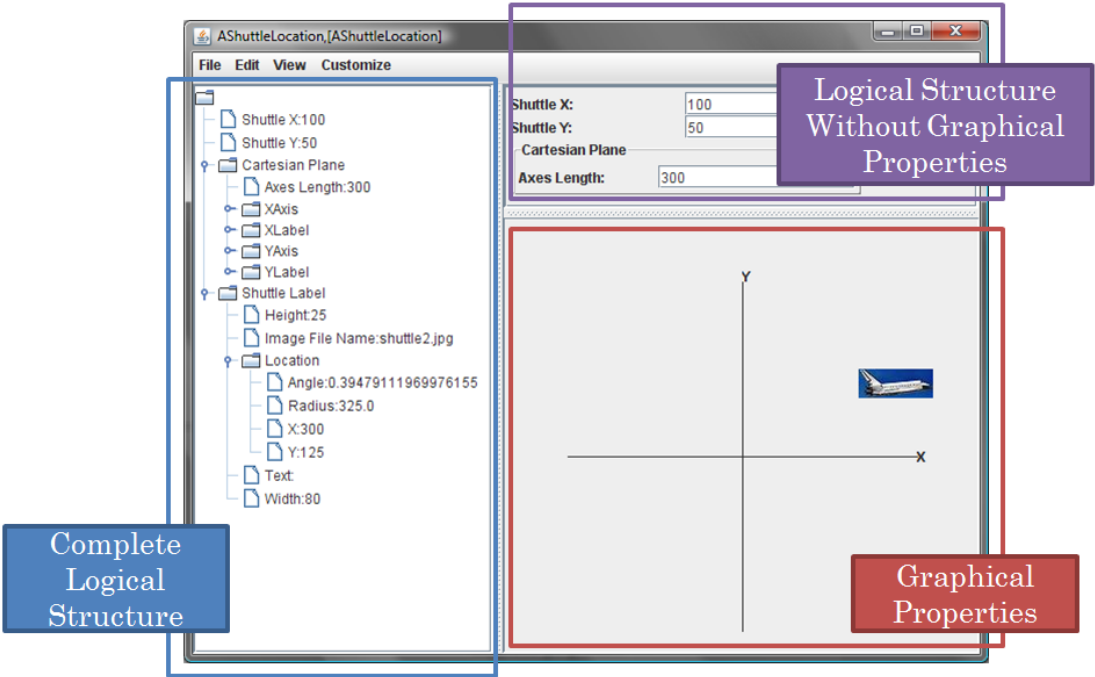 AShuttleLocation,[AShuttleLocation]
File Edit View Customize
Shuttle X:100
Shuttle Y:50
Cartesian Plane
Axes Length:300
XAxis
XLabel
YAxis
YLabel
Shuttle Label
Height:25
Image File Name:shuttle2.jpg
Location
Angle:0.39479111969976155
Radius:325.0
X:300
Y:125
Text:
Width:80
Complete
Logical
Structure
Shuttle X: 100
Shuttle Y: 50
Cartesian Plane
Axes Length: 300
Logical Structure
Without Graphical
Properties
Y
X
Graphical
Properties